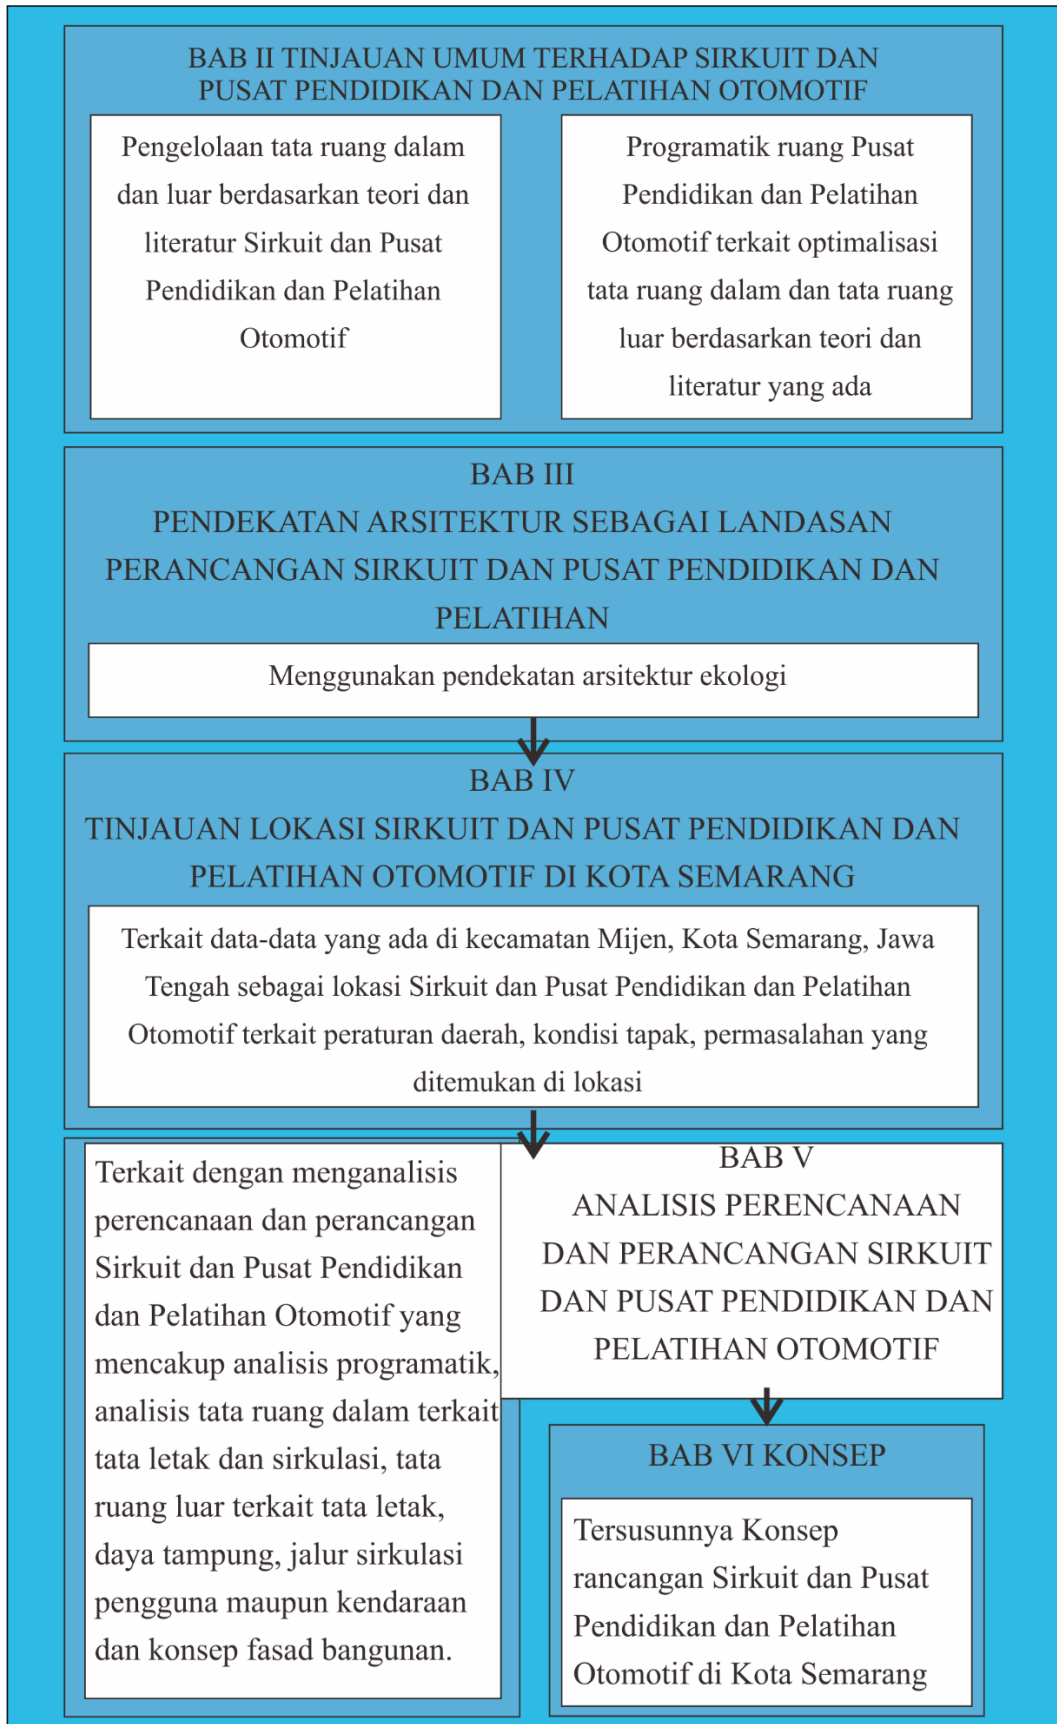 BAB II TINJAUAN UMUM TERHADAP SIRKUIT DAN
PUSAT PENDIDIKAN DAN PELATIHAN OTOMOTIF
Pengelolaan tata ruang dalam
dan luar berdasarkan teori dan
literatur Sirkuit dan Pusat
Pendidikan dan Pelatihan
Otomotif
Programatik ruang Pusat
Pendidikan dan Pelatihan
Otomotif terkait optimalisasi
tata ruang dalam dan tata ruang
luar berdasarkan teori dan
literatur yang ada
BAB III
PENDEKATAN ARSITEKTUR SEBAGAI LANDASAN
PERANCANGAN SIRKUIT DAN PUSAT PENDIDIKAN DAN
PELATIHAN
Menggunakan pendekatan arsitektur ekologi
BAB IV
TINJAUAN LOKASI SIRKUIT DAN PUSAT PENDIDIKAN DAN
PELATIHAN OTOMOTIF DI KOTA SEMARANG
Terkait data-data yang ada di kecamatan Mijen, Kota Semarang, Jawa
Tengah sebagai lokasi Sirkuit dan Pusat Pendidikan dan Pelatihan
Otomotif terkait peraturan daerah, kondisi tapak, permasalahan yang
ditemukan di lokasi
Terkait dengan menganalisis
perencanaan dan perancangan
Sirkuit dan Pusat Pendidikan
dan Pelatihan Otomotif yang
mencakup analisis programatik,
analisis tata ruang dalam terkait
tata letak dan sirkulasi, tata
ruang luar terkait tata letak,
daya tampung, jalur sirkulasi
pengguna maupun kendaraan
dan konsep fasad bangunan.
BAB V
ANALISIS PERENCANAAN
DAN PERANCANGAN SIRKUIT
DAN PUSAT PENDIDIKAN DAN
PELATIHAN OTOMOTIF
BAB VI KONSEP
Tersusunnya Konsep
rancangan Sirkuit dan Pusat
Pendidikan dan Pelatihan
Otomotif di Kota Semarang